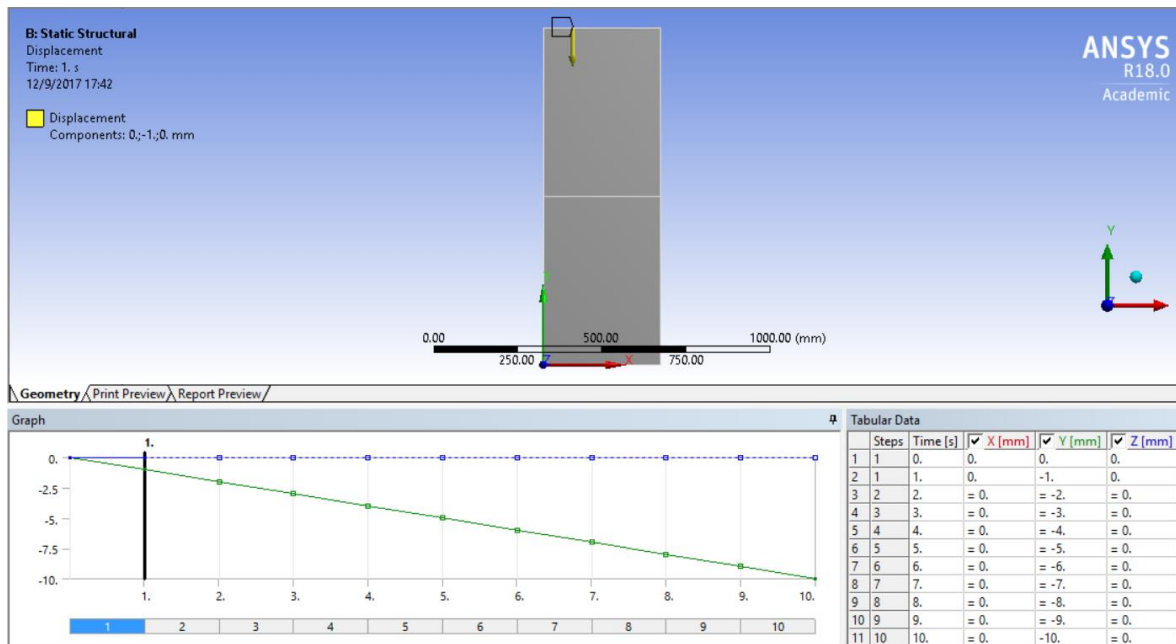 B: Static Structural
Displacement
Time: 1. s
12/9/2017 17:42
Displacement
Components: 0.;-1.;0. mm
ANSYS
R18.0
Academic
Y
Z
Y
Z
X
0.00 500.00 1000.00 (mm)
250.00 750.00
Geometry Print Preview Report Preview
Graph
1.
0.
-2.5
-5.
-7.5
-10.
1. 2. 3. 4. 5. 6. 7. 8. 9. 10.
1 2 3 4 5 6 7 8 9 10
Tabular Data
Steps Time [s] X [mm] Y [mm] Z [mm]
1 1 0. 0. 0. 0.
2 1 1. 0. -1. 0.
3 2 2. = 0. = -2. = 0.
4 3 3. = 0. = -3. = 0.
5 4 4. = 0. = -4. = 0.
6 5 5. = 0. = -5. = 0.
7 6 6. = 0. = -6. = 0.
8 7 7. = 0. = -7. = 0.
9 8 8. = 0. = -8. = 0.
10 9 9. = 0. = -9. = 0.
11 10 10. = 0. -10. = 0.